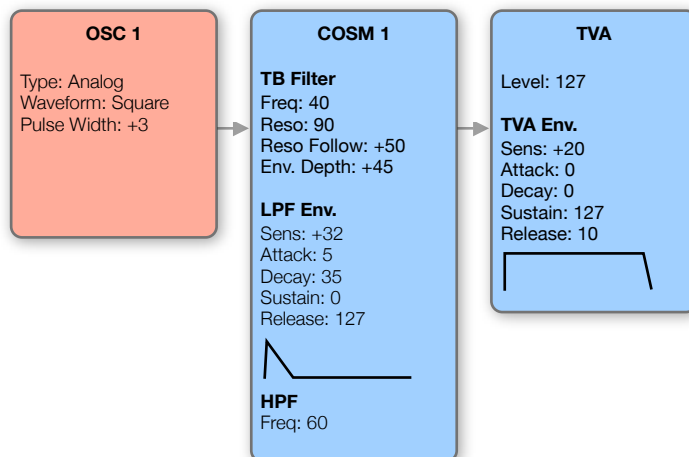 OSC 1
Type: Analog
Waveform: Square
Pulse Width: +3
COSM 1
TB Filter
Freq: 40
Reso: 90
Reso Follow: +50
Env. Depth: +45
LPF Env.
Sens: +32
Attack: 5
Decay: 35
Sustain: 0
Release: 127
HPF
Freq: 60
TVA
Level: 127
TVA Env.
Sens: +20
Attack: 0
Decay: 0
Sustain: 127
Release: 10